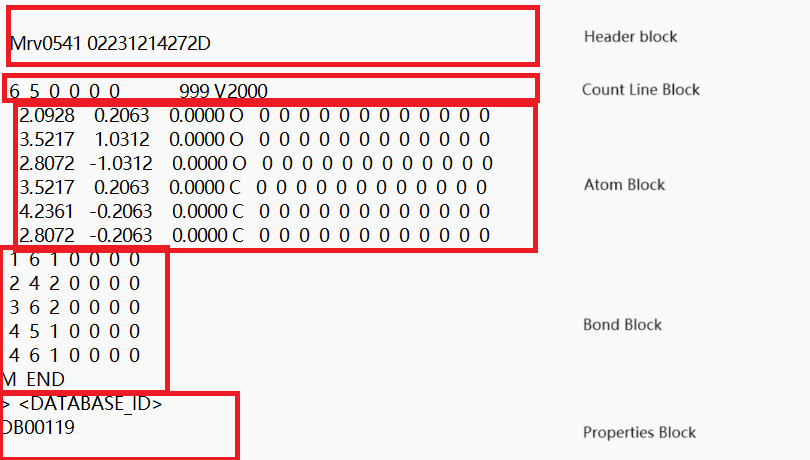 Mrv0541 02231214272D
Header block
6 5 0 0 0 0 999 V2000
Count Line Block
2.0928 0.2063 0.0000 O 0 0 0 0 0 0 0 0 0 0 0 0
3.5217 1.0312 0.0000 O 0 0 0 0 0 0 0 0 0 0 0 0
2.8072 -1.0312 0.0000 O 0 0 0 0 0 0 0 0 0 0 0 0
3.5217 0.2063 0.0000 C 0 0 0 0 0 0 0 0 0 0 0 0
Atom Block
4.2361 -0.2063 0.0000 C 0 0 0 0 0 0 0 0 0 0 0 0
2.8072 -0.2063 0.0000 C 0 0 0 0 0 0 0 0 0 0 0 0
1 6 1 0 0 0 0
2 4 2 0 0 0 0
3 6 2 0 0 0 0
Bond Block
4 5 1 0 0 0 0
4 6 1 0 0 0 0
M END
> <DATABASE_ID>
DB00119
Properties Block